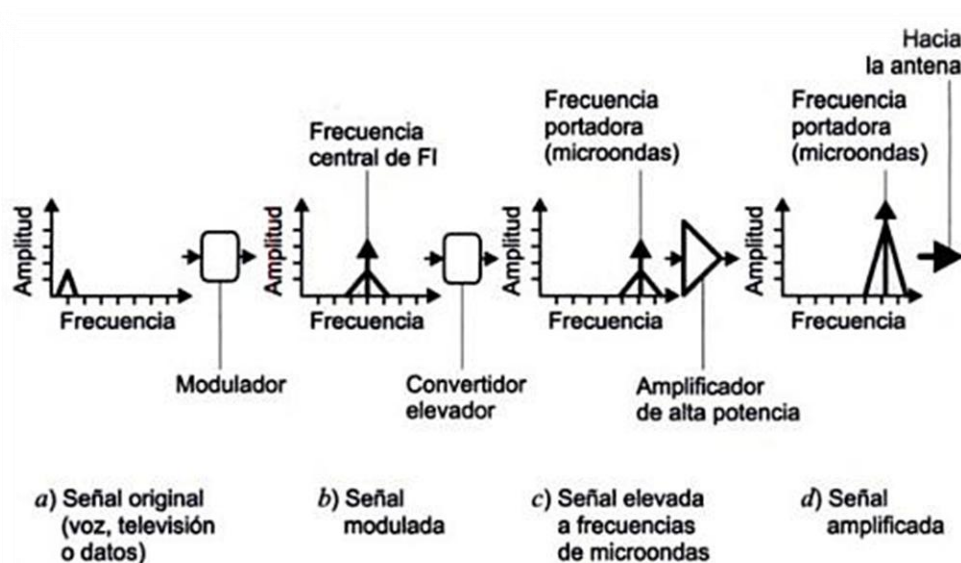 Hacia
la antena
Frecuencia
central de FI
Frecuencia
portadora
(microondas)
Frecuencia
portadora
(microondas)
Amplitud
Frecuencia
Amplitud
Frecuencia
Amplitud
Frecuencia
Amplitud
Frecuencia
Modulador
Convertidor
elevador
Amplificador
de alta potencia
a) Señal original
(voz, televisión
o datos)
b) Señal
modulada
c) Señal elevada
a frecuencias
de microondas
d) Señal
amplificada